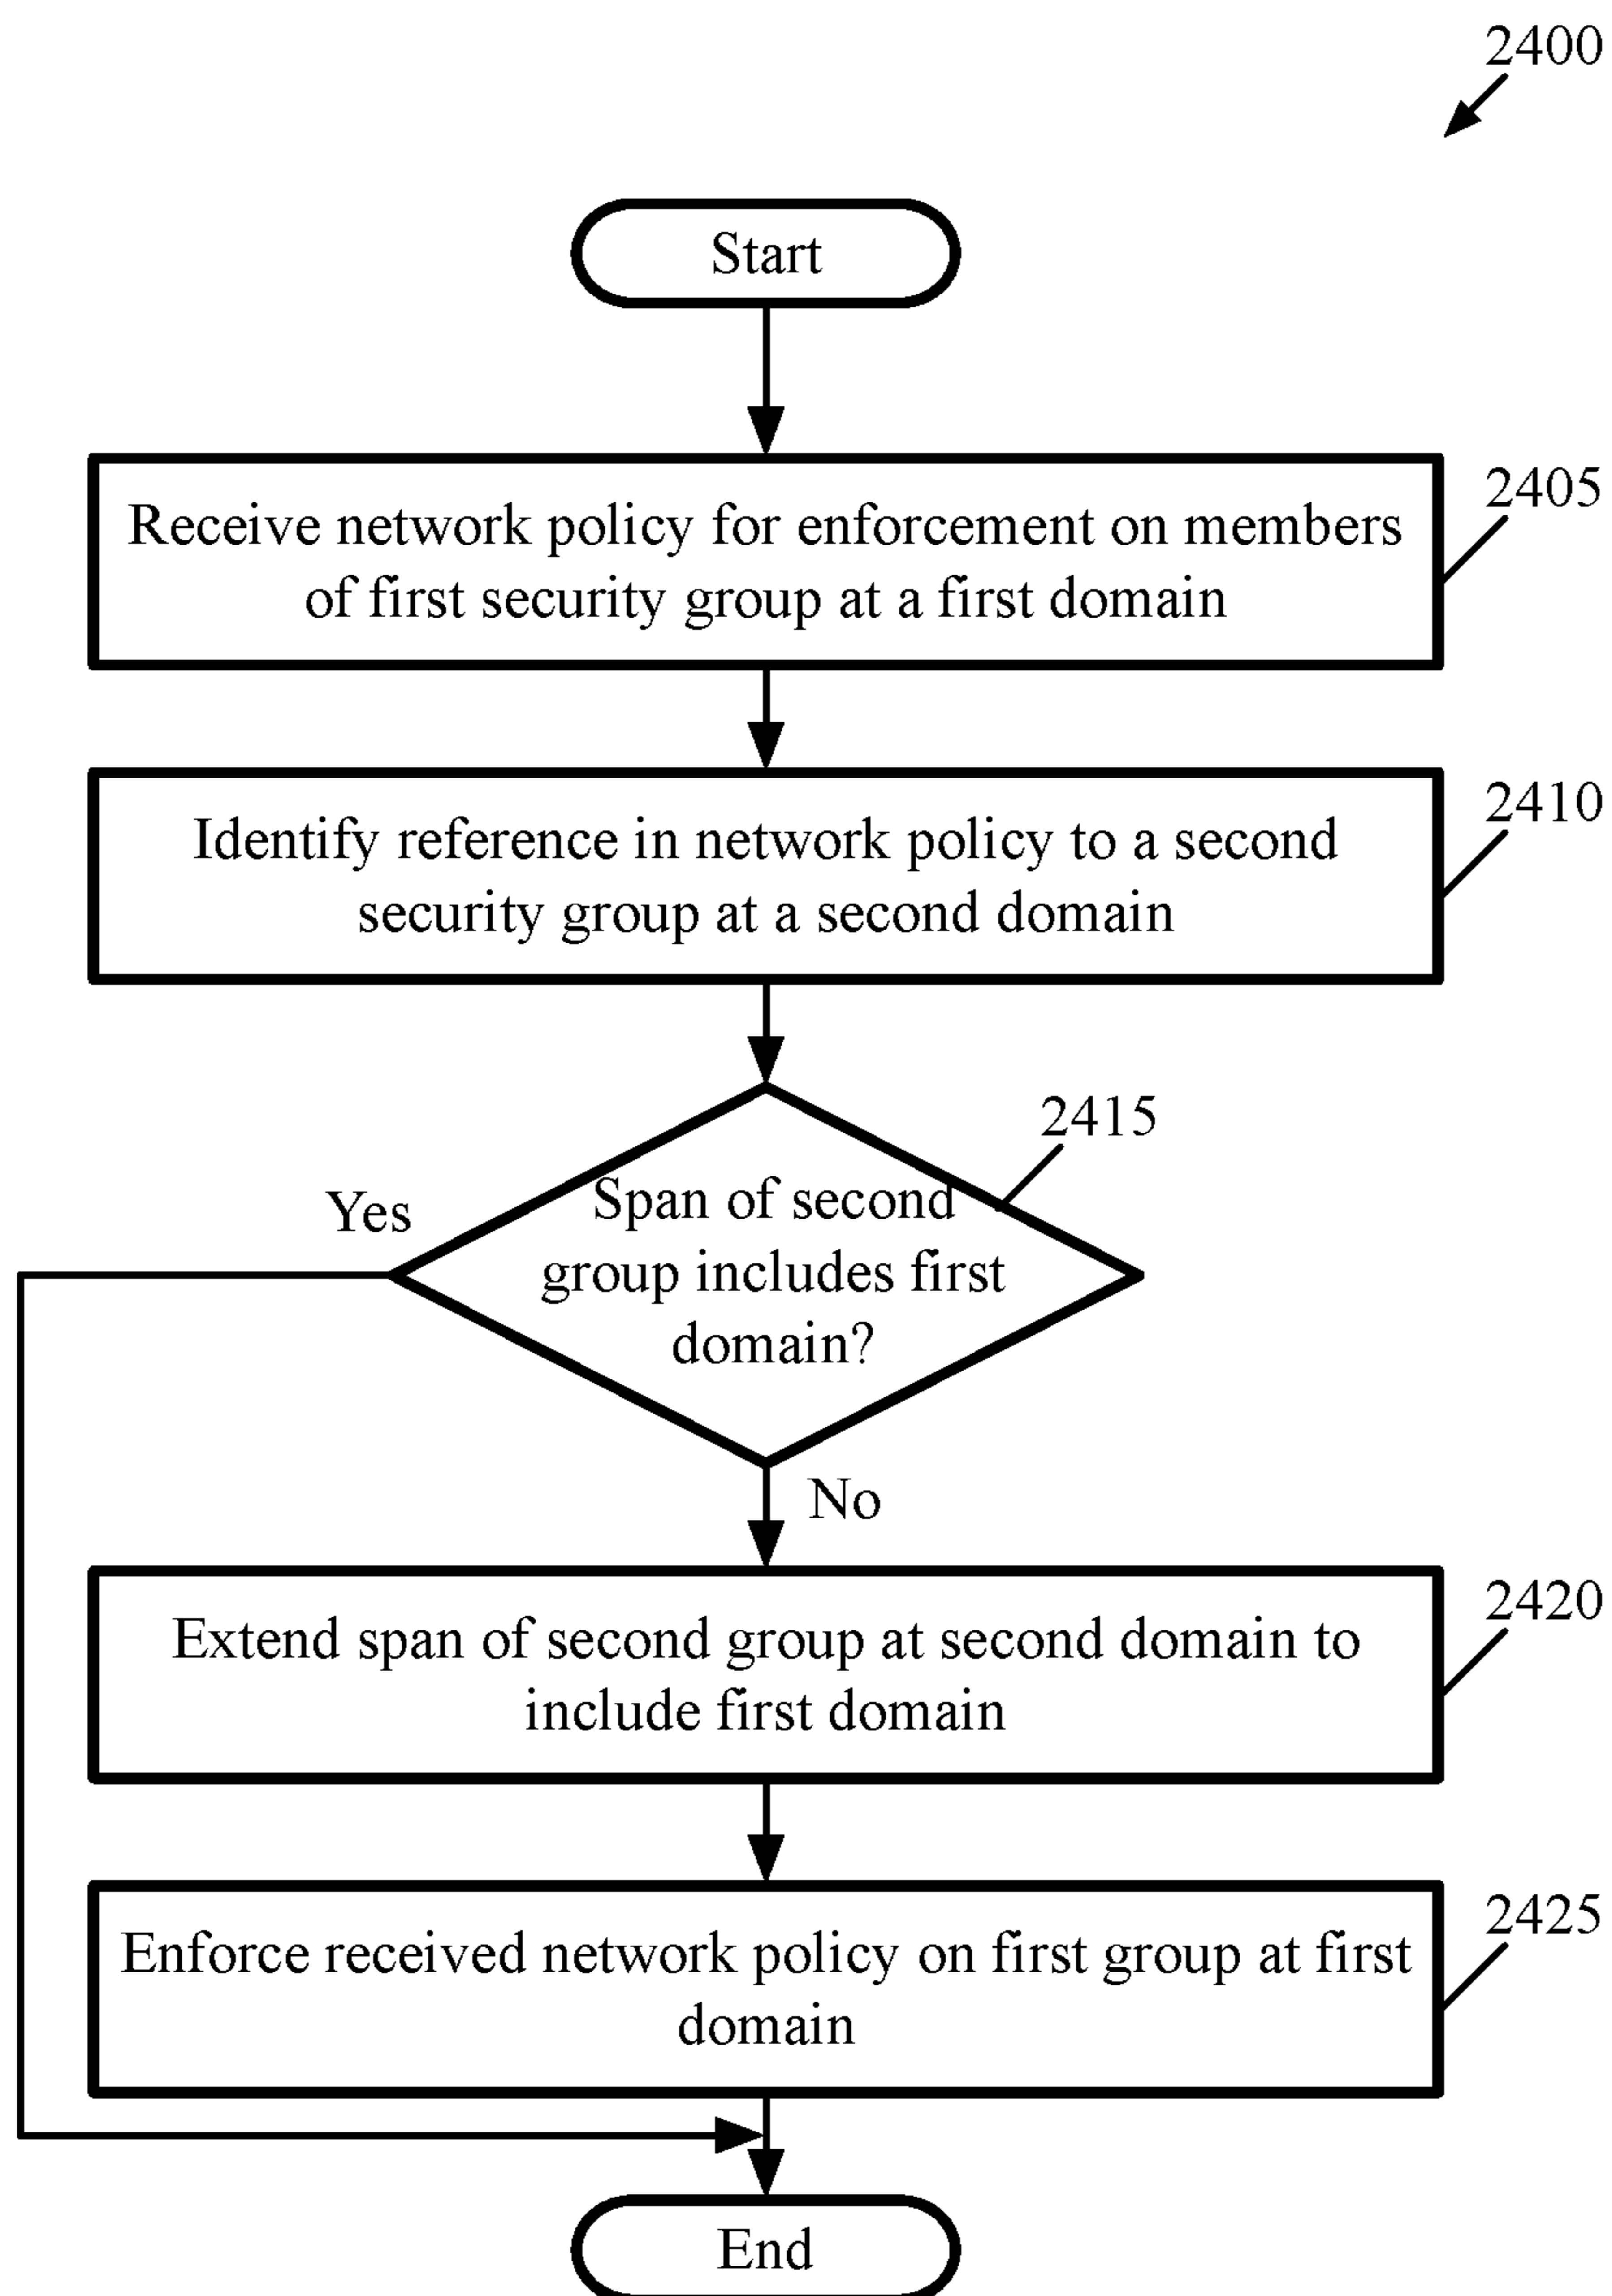 2400
Start
2405
Receive network policy for enforcement on members
of first security group at a first domain
2410
Identify reference in network policy to a second
security group at a second domain
2415
Yes
Span of second
group includes first
domain?
No
2420
Extend span of second group at second domain to
include first domain
2425
Enforce received network policy on first group at first
domain
End